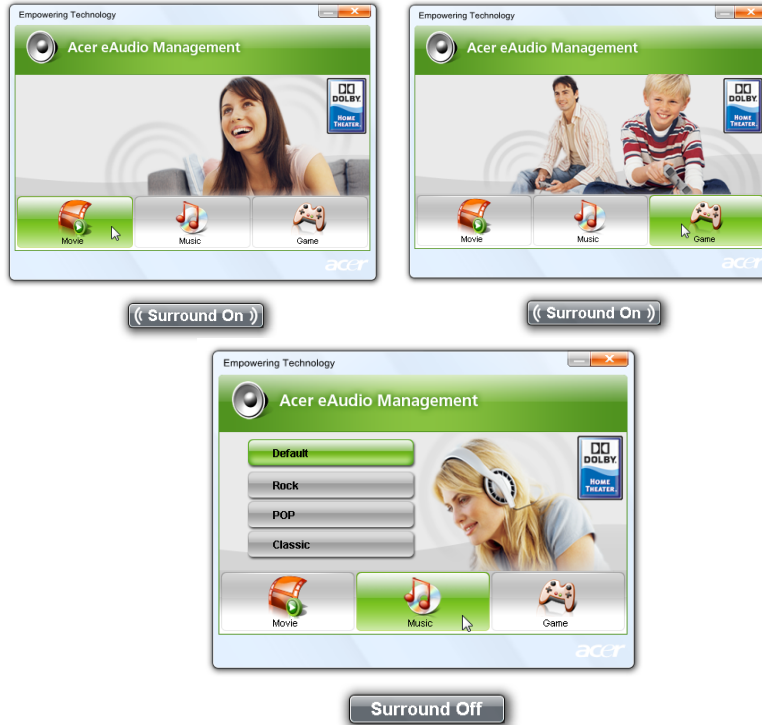 Empowering Technology
Acer eAudio Management
DOLBY
HOME
THEATER
Movie
Music
Game
acer
(( Surround On ))
Empowering Technology
Acer eAudio Management
DOLBY
HOME
THEATER
Movie
Music
Game
acer
(( Surround On ))
Empowering Technology
Acer eAudio Management
Default
Rock
POP
Classic
DOLBY
HOME
THEATER
Movie
Music
Game
acer
Surround Off